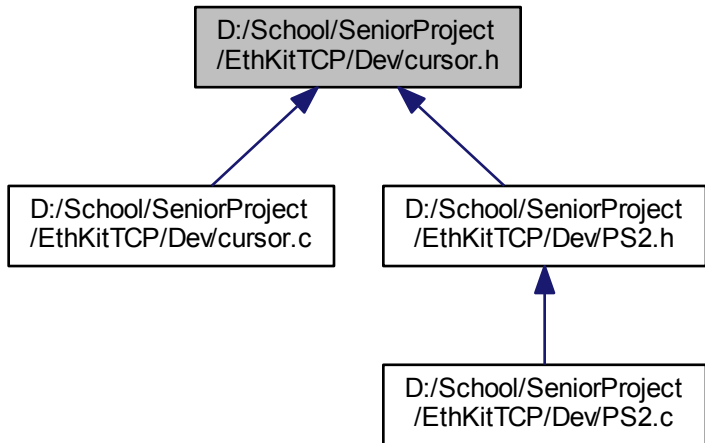 D:/School/SeniorProject
/EthKitTCP/Dev/cursor.h
D:/School/SeniorProject
/EthKitTCP/Dev/cursor.c
D:/School/SeniorProject
/EthKitTCP/Dev/PS2.h
D:/School/SeniorProject
/EthKitTCP/Dev/PS2.c